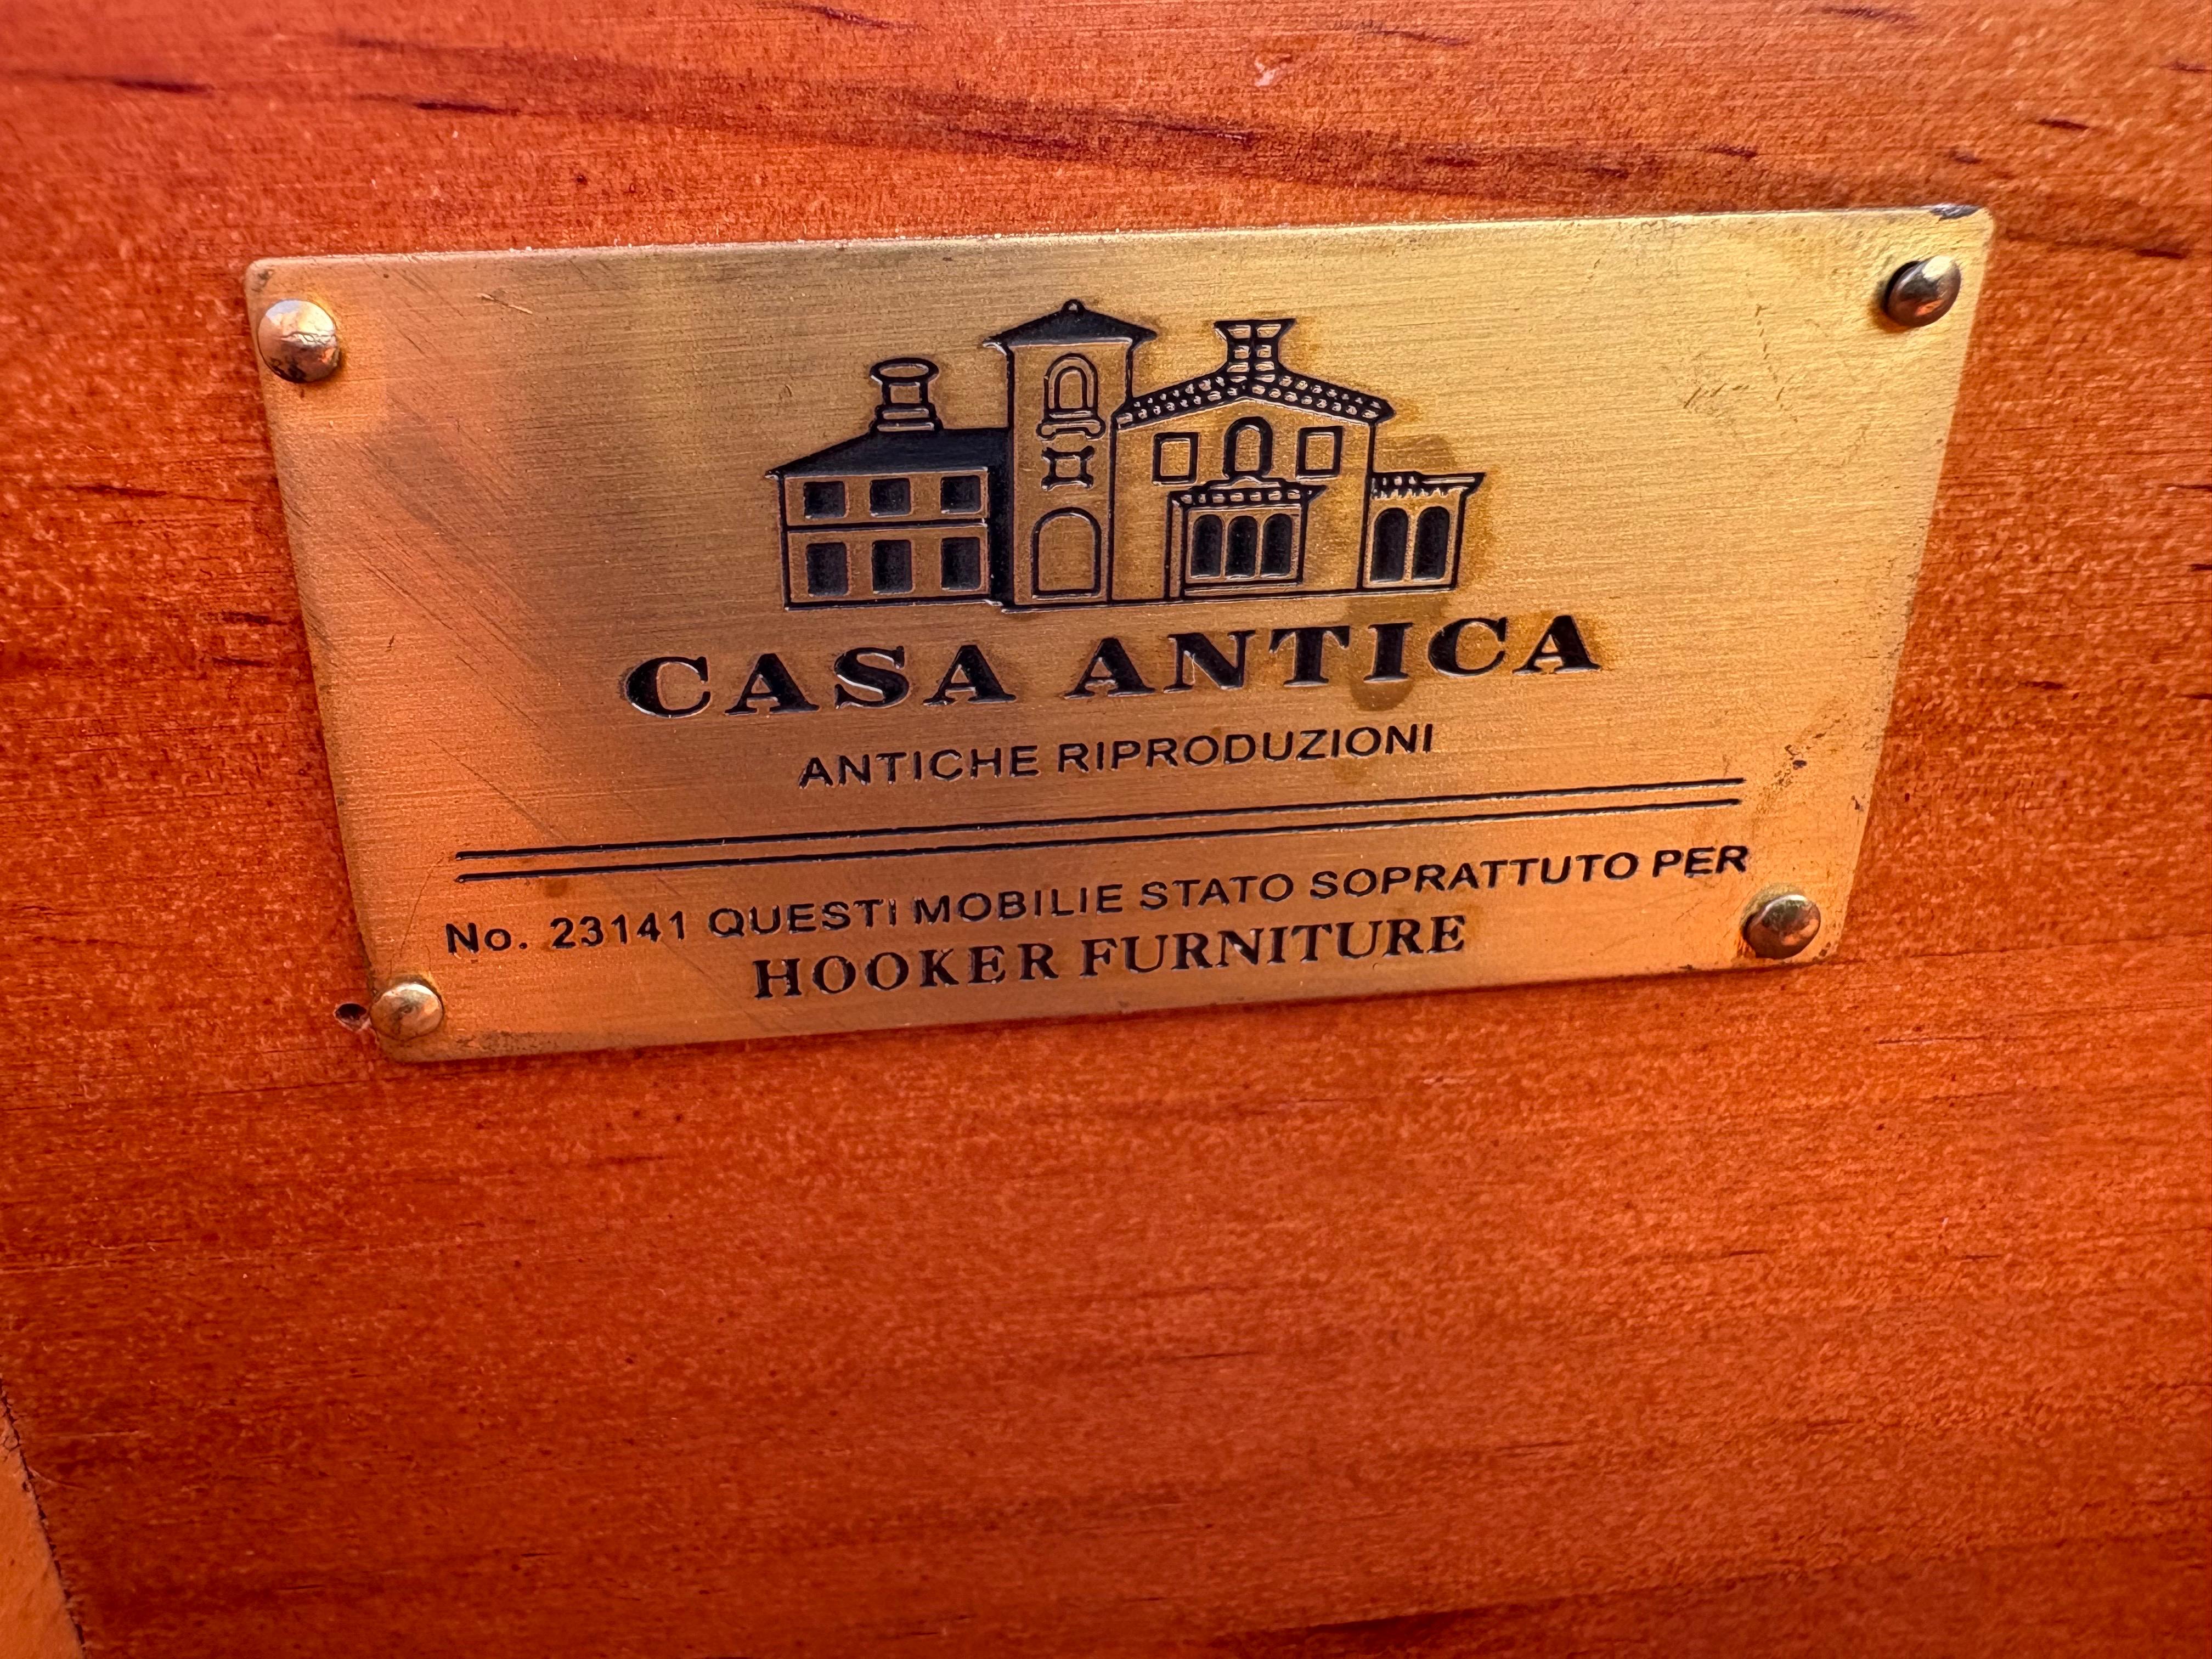 CASA ANTICA
ANTICHE RIPRODUZIONI
No. 23141 QUESTI MOBILIE STATO SOPRATTUTO PER
HOOKER FURNITURE